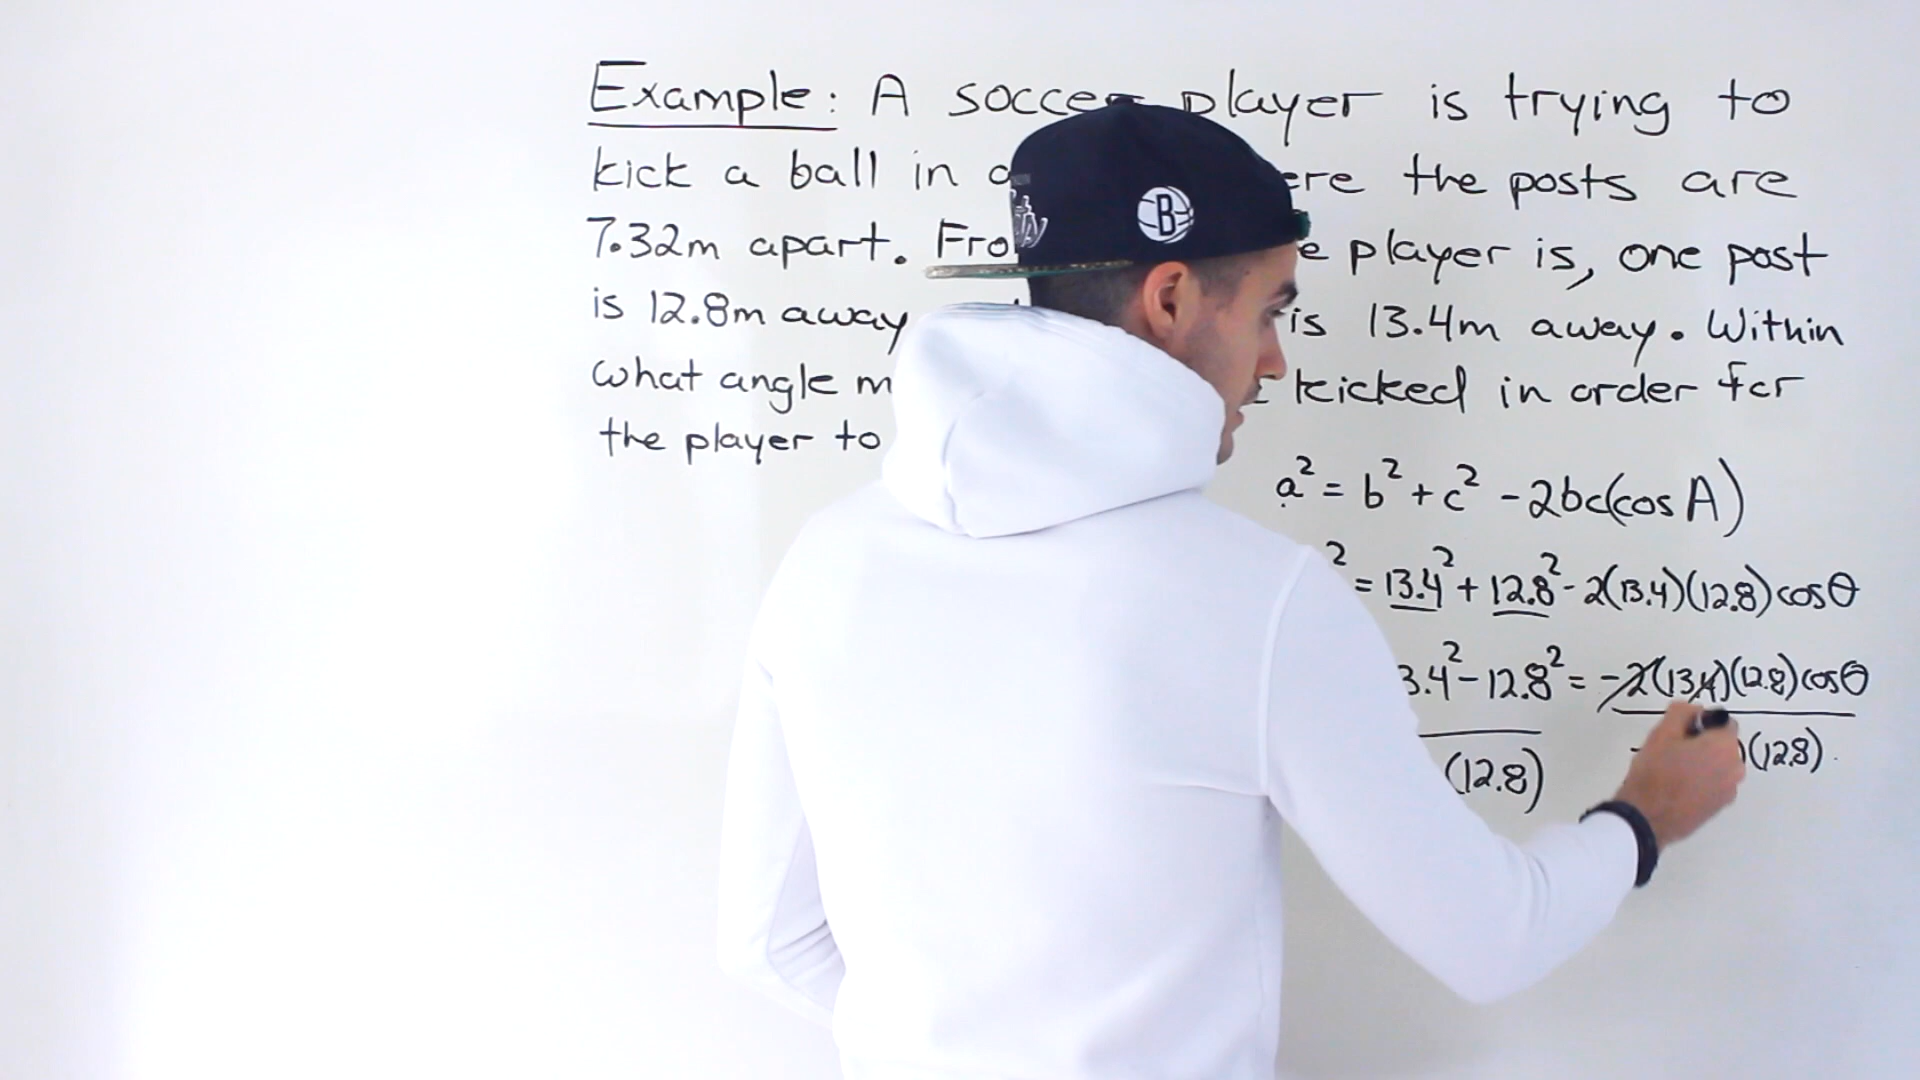 Example: A soccer player is trying to
kick a ball in the posts are
7.32m apart. player is, one post
is 12.8m away is 13.4m away. Within
what angle kicked in order for
the player to
a² = b² + c² - 2bc(cos A)
² = 13.4² + 12.8² - 2(13.4)(12.8)cosθ
3.4² - 12.8² = -2(13.4)(12.8)cosθ
(12.8) (12.8)
B